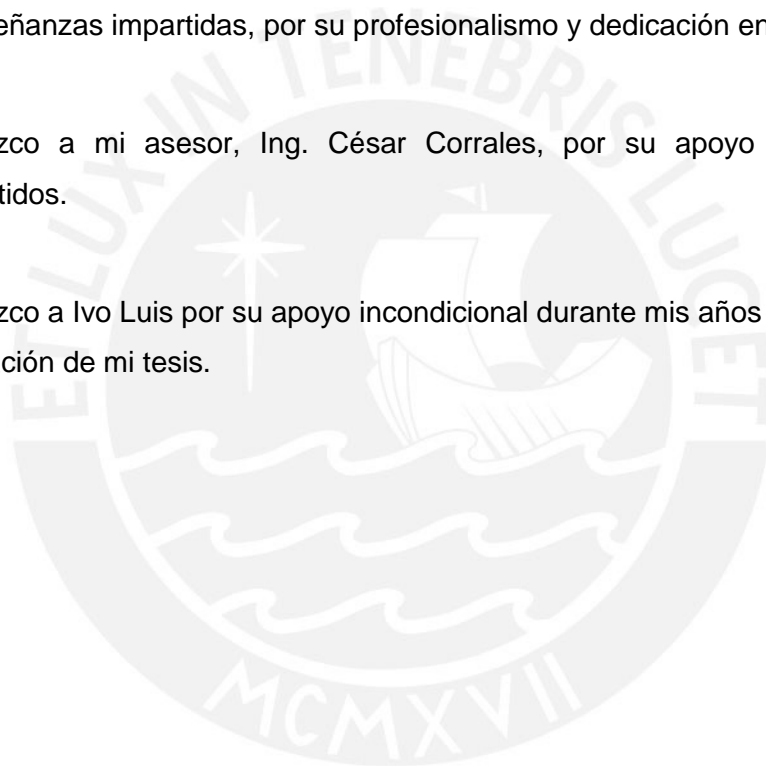 eñanzas impartidas, por su profesionalismo y dedicación en
zco a mi asesor, Ing. César Corrales, por su apoyo
tidos.
zco a Ivo Luis por su apoyo incondicional durante mis años
ción de mi tesis.
ET LUX IN TENEBRIS LUCET
MCMXVII